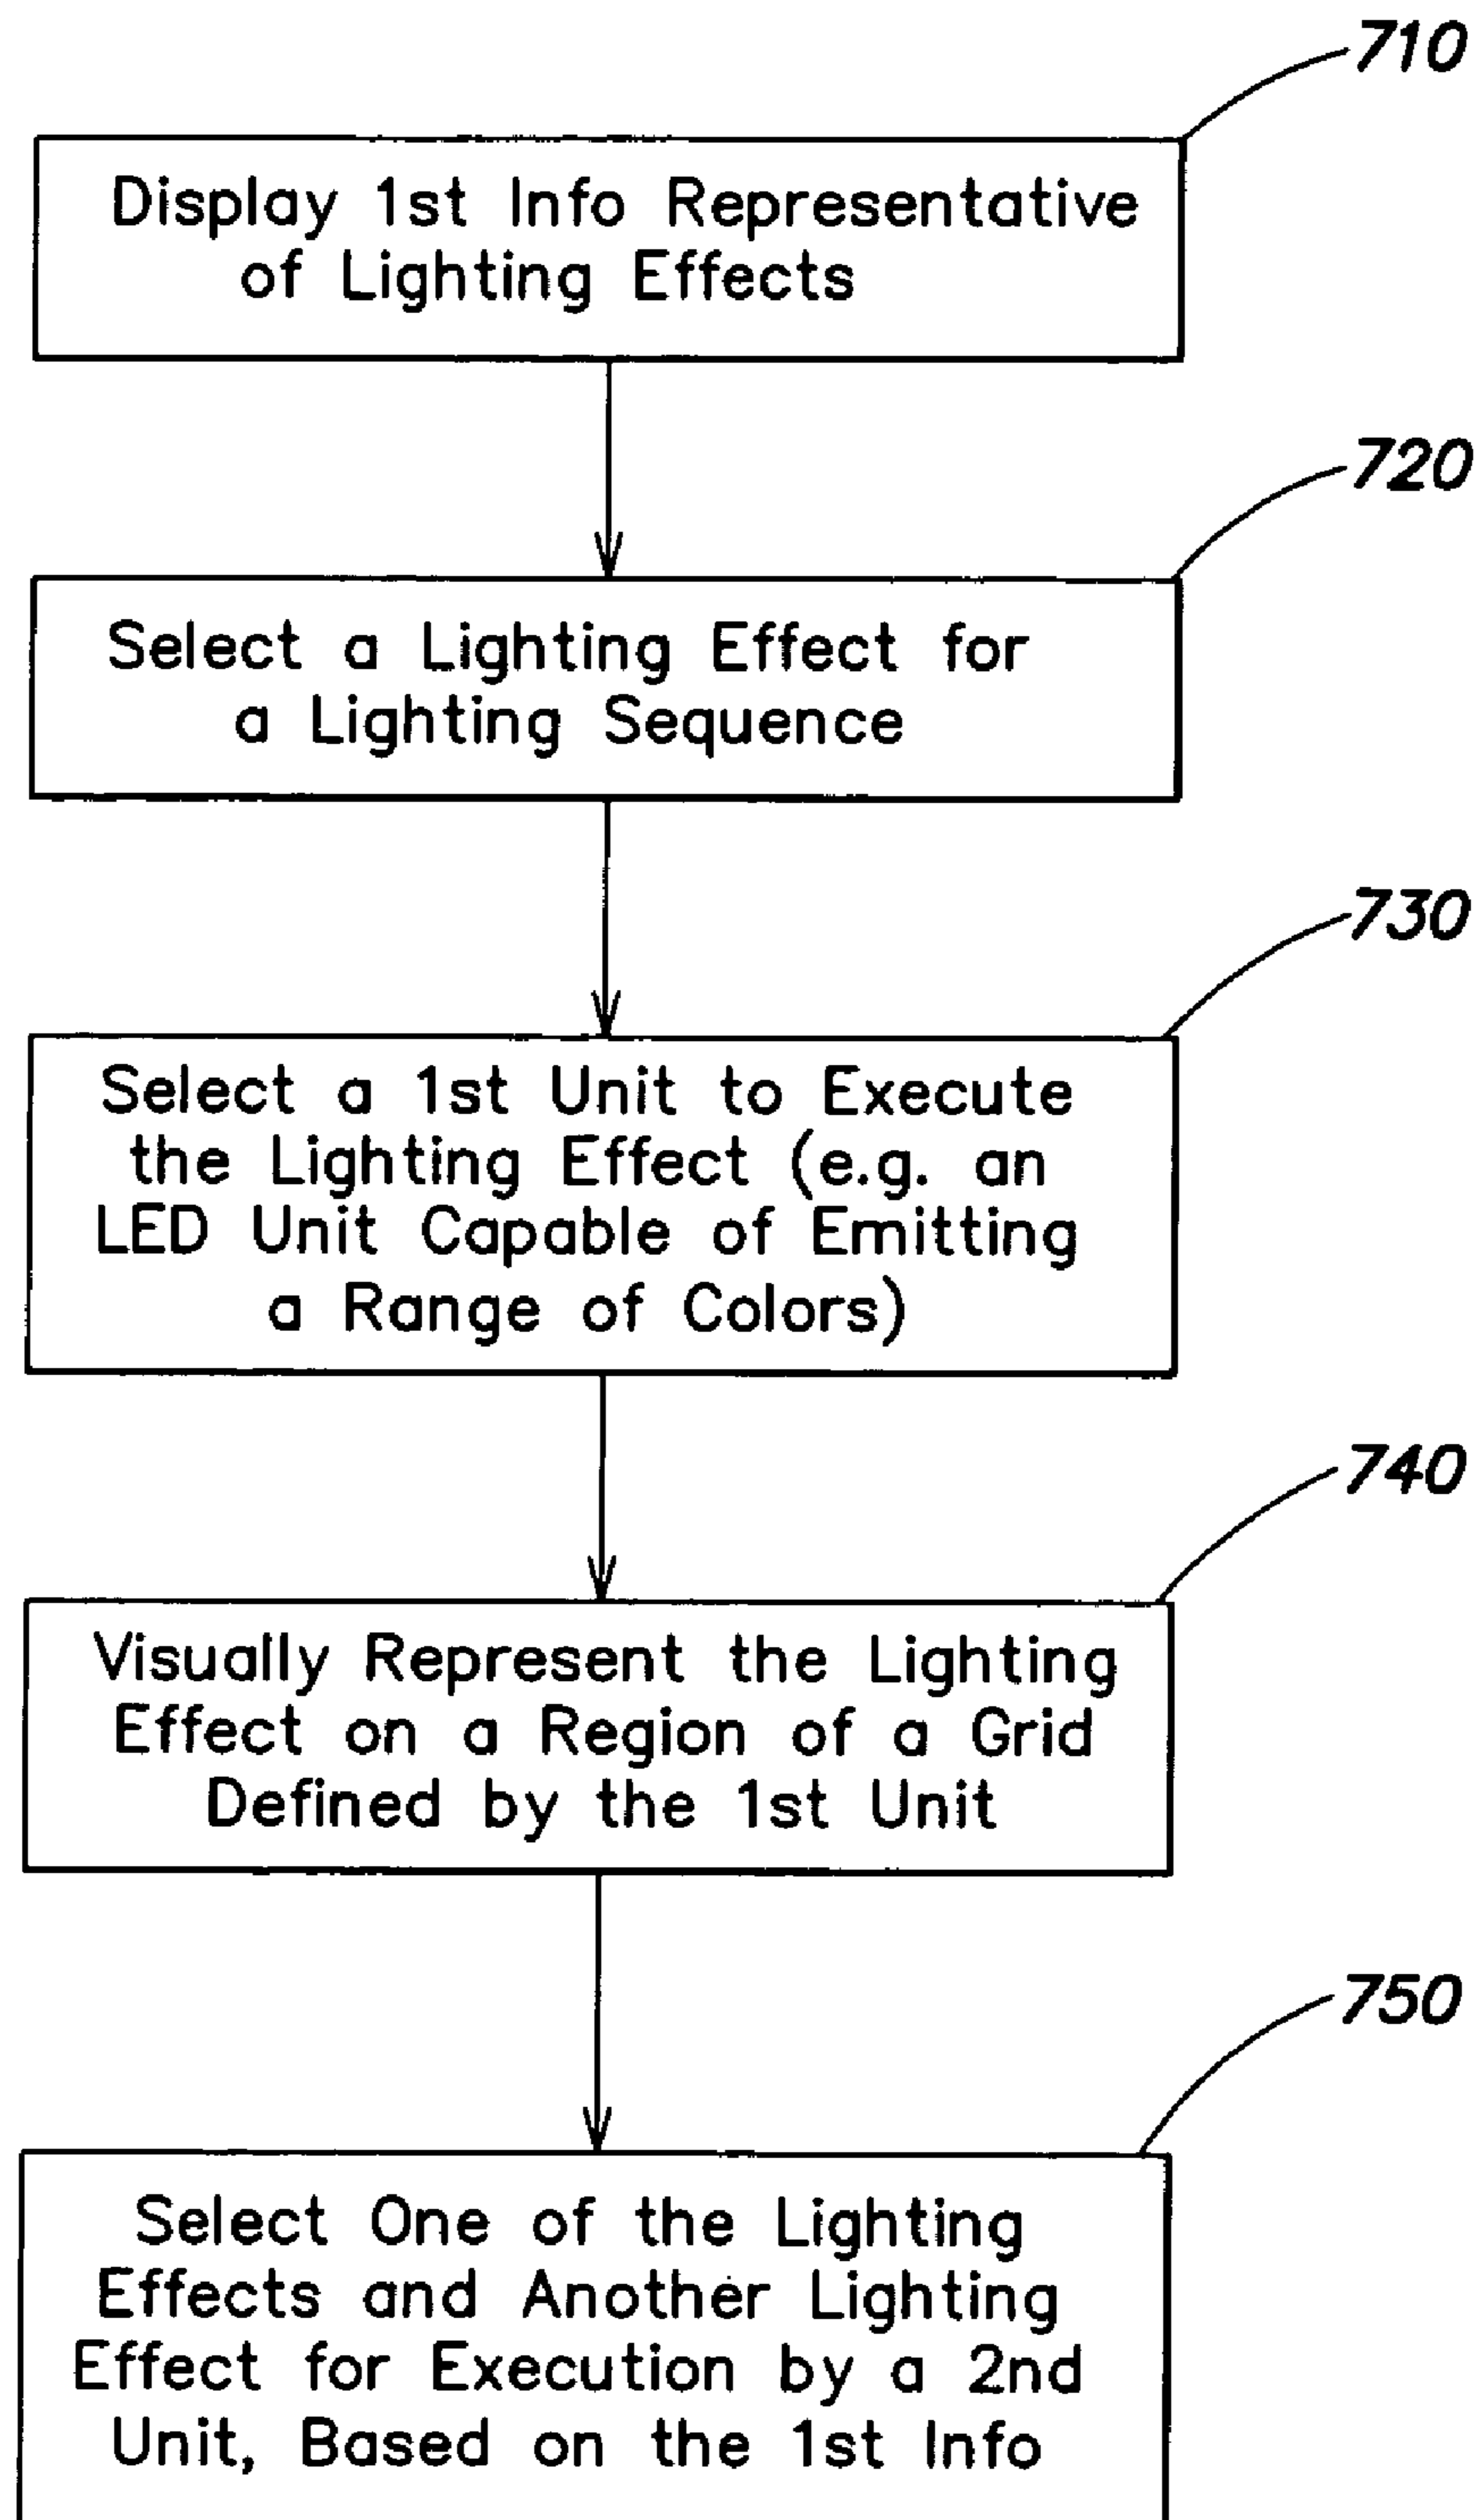 710
Display 1st Info Representative
of Lighting Effects
720
Select a Lighting Effect for
a Lighting Sequence
730
Select a 1st Unit to Execute
the Lighting Effect (e.g. an
LED Unit Capable of Emitting
a Range of Colors)
740
Visually Represent the Lighting
Effect on a Region of a Grid
Defined by the 1st Unit
750
Select One of the Lighting
Effects and Another Lighting
Effect for Execution by a 2nd
Unit, Based on the 1st Info